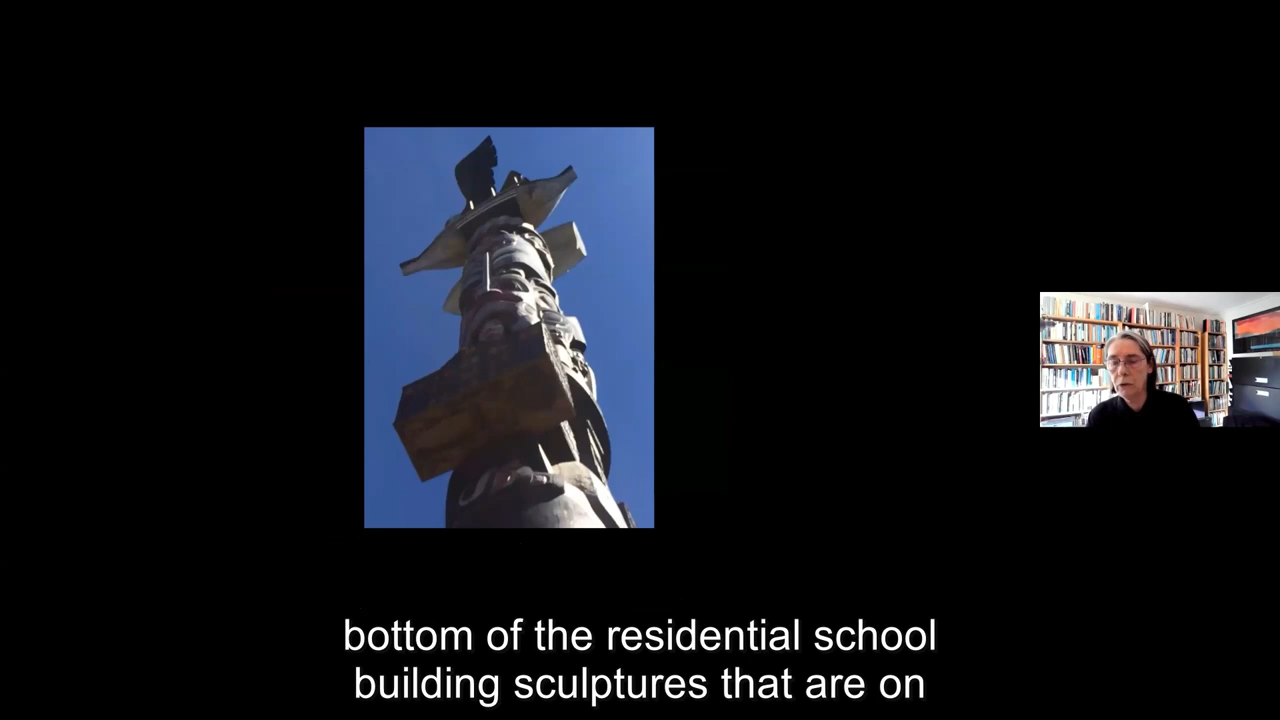 bottom of the residential school
building sculptures that are on